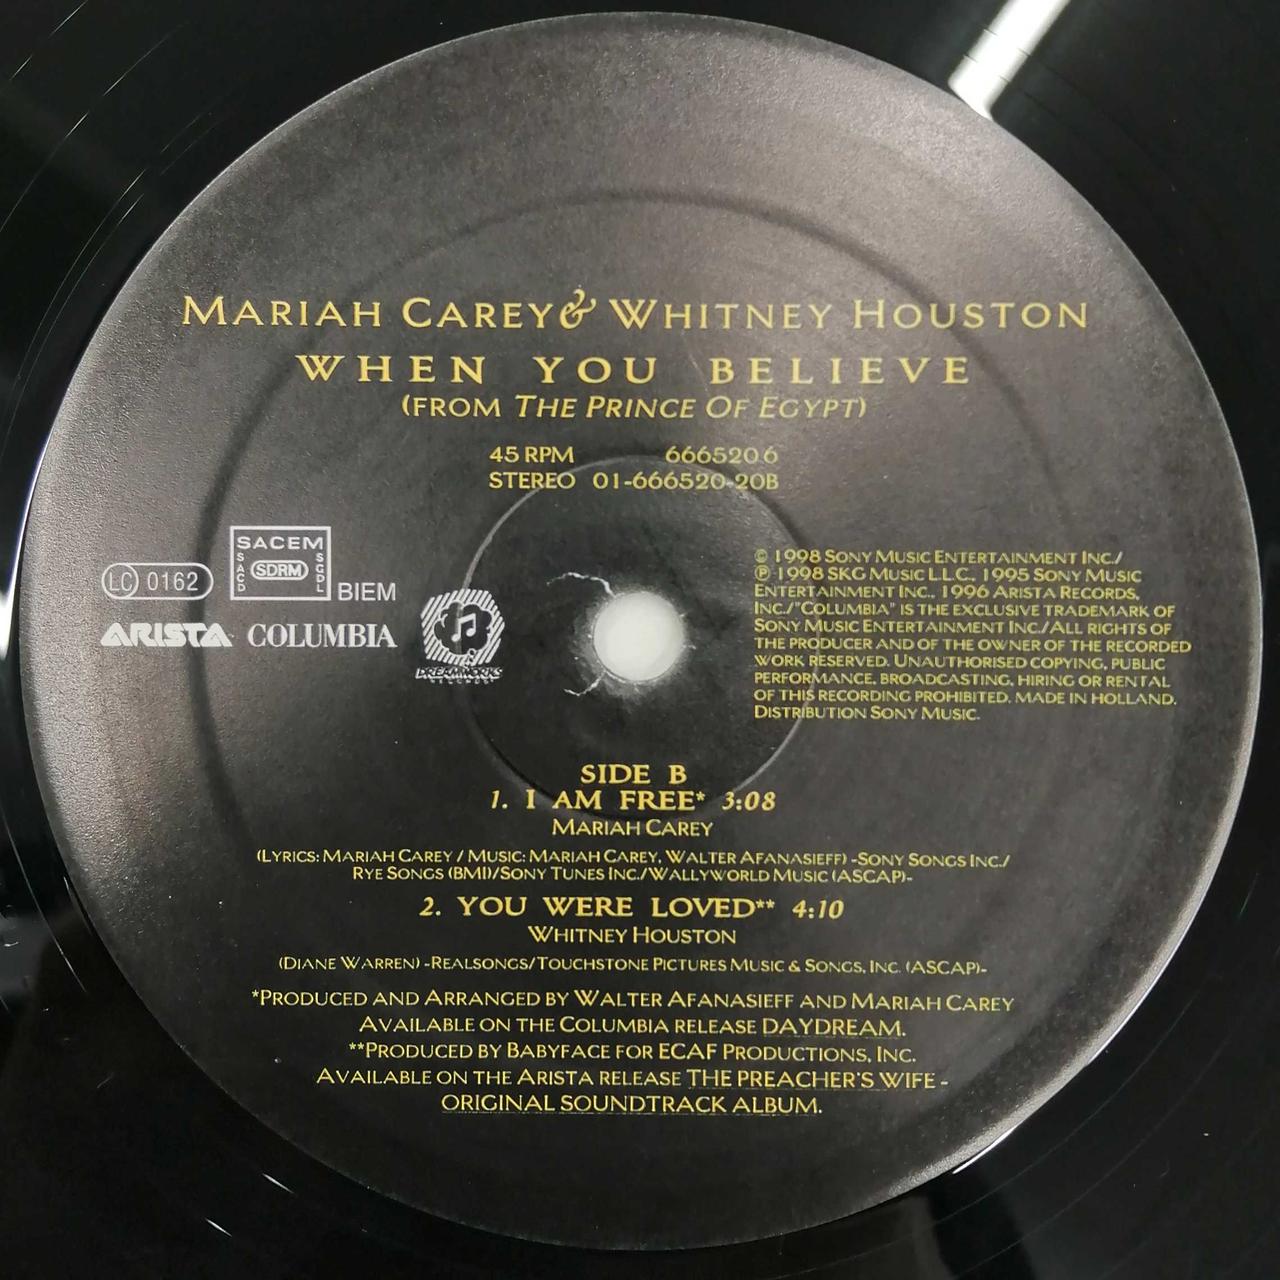 MARIAH CAREY & WHITNEY HOUSTON
WHEN YOU BELIEVE
(FROM THE PRINCE OF EGYPT)
45 RPM 666520 6
STEREO 01-666520-20B
SACEM
SACD
SDRM
SGDL
BIEM
LC 0162
ARISTA COLUMBIA
DREAMWORKS
RECORDS
© 1998 SONY MUSIC ENTERTAINMENT INC./
℗ 1998 SKG MUSIC L.L.C., 1995 SONY MUSIC
ENTERTAINMENT INC., 1996 ARISTA RECORDS,
INC./"COLUMBIA" IS THE EXCLUSIVE TRADEMARK OF
SONY MUSIC ENTERTAINMENT INC./ALL RIGHTS OF
THE PRODUCER AND OF THE OWNER OF THE RECORDED
WORK RESERVED. UNAUTHORISED COPYING, PUBLIC
PERFORMANCE, BROADCASTING, HIRING OR RENTAL
OF THIS RECORDING PROHIBITED. MADE IN HOLLAND.
DISTRIBUTION SONY MUSIC.
SIDE B
1. I AM FREE* 3:08
MARIAH CAREY
(LYRICS: MARIAH CAREY / MUSIC: MARIAH CAREY, WALTER AFANASIEFF) -SONY SONGS INC./
RYE SONGS (BMI)/SONY TUNES INC./WALLYWORLD MUSIC (ASCAP)-
2. YOU WERE LOVED** 4:10
WHITNEY HOUSTON
(DIANE WARREN) -REALSONGS/TOUCHSTONE PICTURES MUSIC & SONGS, INC. (ASCAP)-
*PRODUCED AND ARRANGED BY WALTER AFANASIEFF AND MARIAH CAREY
AVAILABLE ON THE COLUMBIA RELEASE DAYDREAM.
**PRODUCED BY BABYFACE FOR ECAF PRODUCTIONS, INC.
AVAILABLE ON THE ARISTA RELEASE THE PREACHER'S WIFE -
ORIGINAL SOUNDTRACK ALBUM.